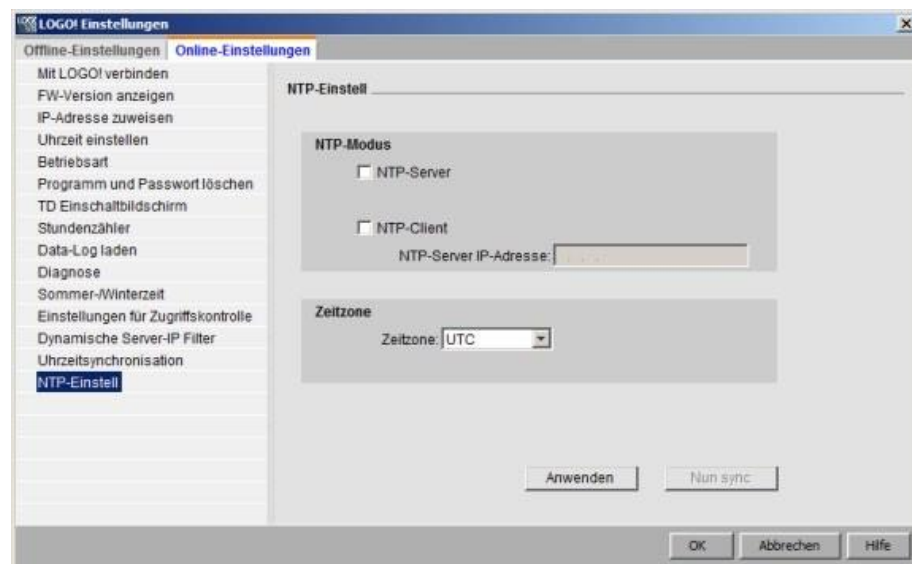 LOGO! Einstellungen
Offline-Einstellungen
Online-Einstellungen
Mit LOGO! verbinden
FW-Version anzeigen
IP-Adresse zuweisen
Uhrzeit einstellen
Betriebsart
Programm und Passwort löschen
TD Einschaltbildschirm
Stundenzähler
Data-Log laden
Diagnose
Sommer-/Winterzeit
Einstellungen für Zugriffskontrolle
Dynamische Server-IP Filter
Uhrzeitsynchronisation
NTP-Einstell
NTP-Einstell
NTP-Modus
NTP-Server
NTP-Client
NTP-Server IP-Adresse:
Zeitzone
Zeitzone: UTC
Anwenden
Nun sync
OK
Abbrechen
Hilfe